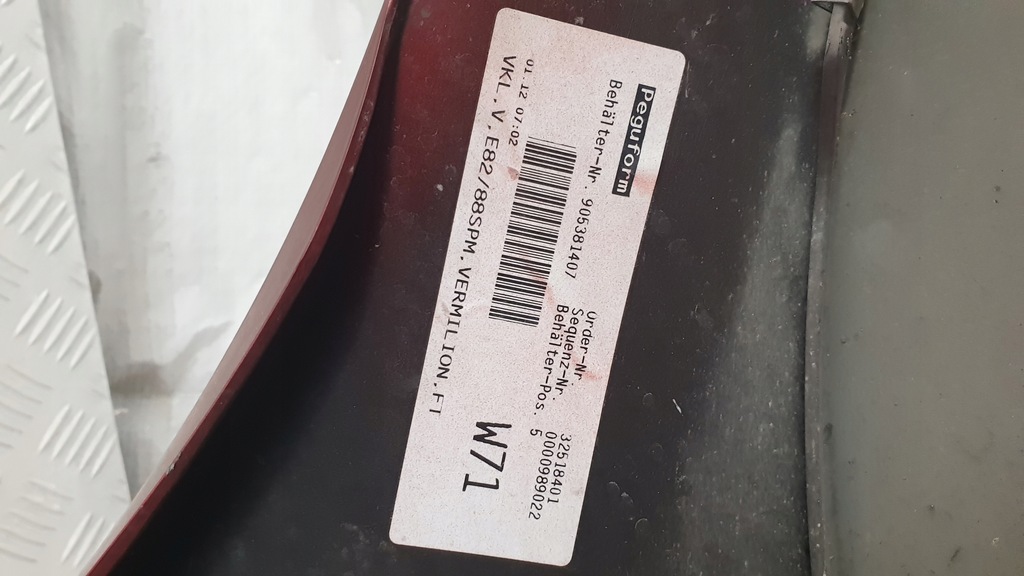 Peguform
Behälter-Nr. 905381407
Order-Nr 32518401
Sequenz-Nr. 0000989022
Behälter-Pos. 5
01.12 07:02
VKL.V.E82/88SPM.VERMILION.FI
W71